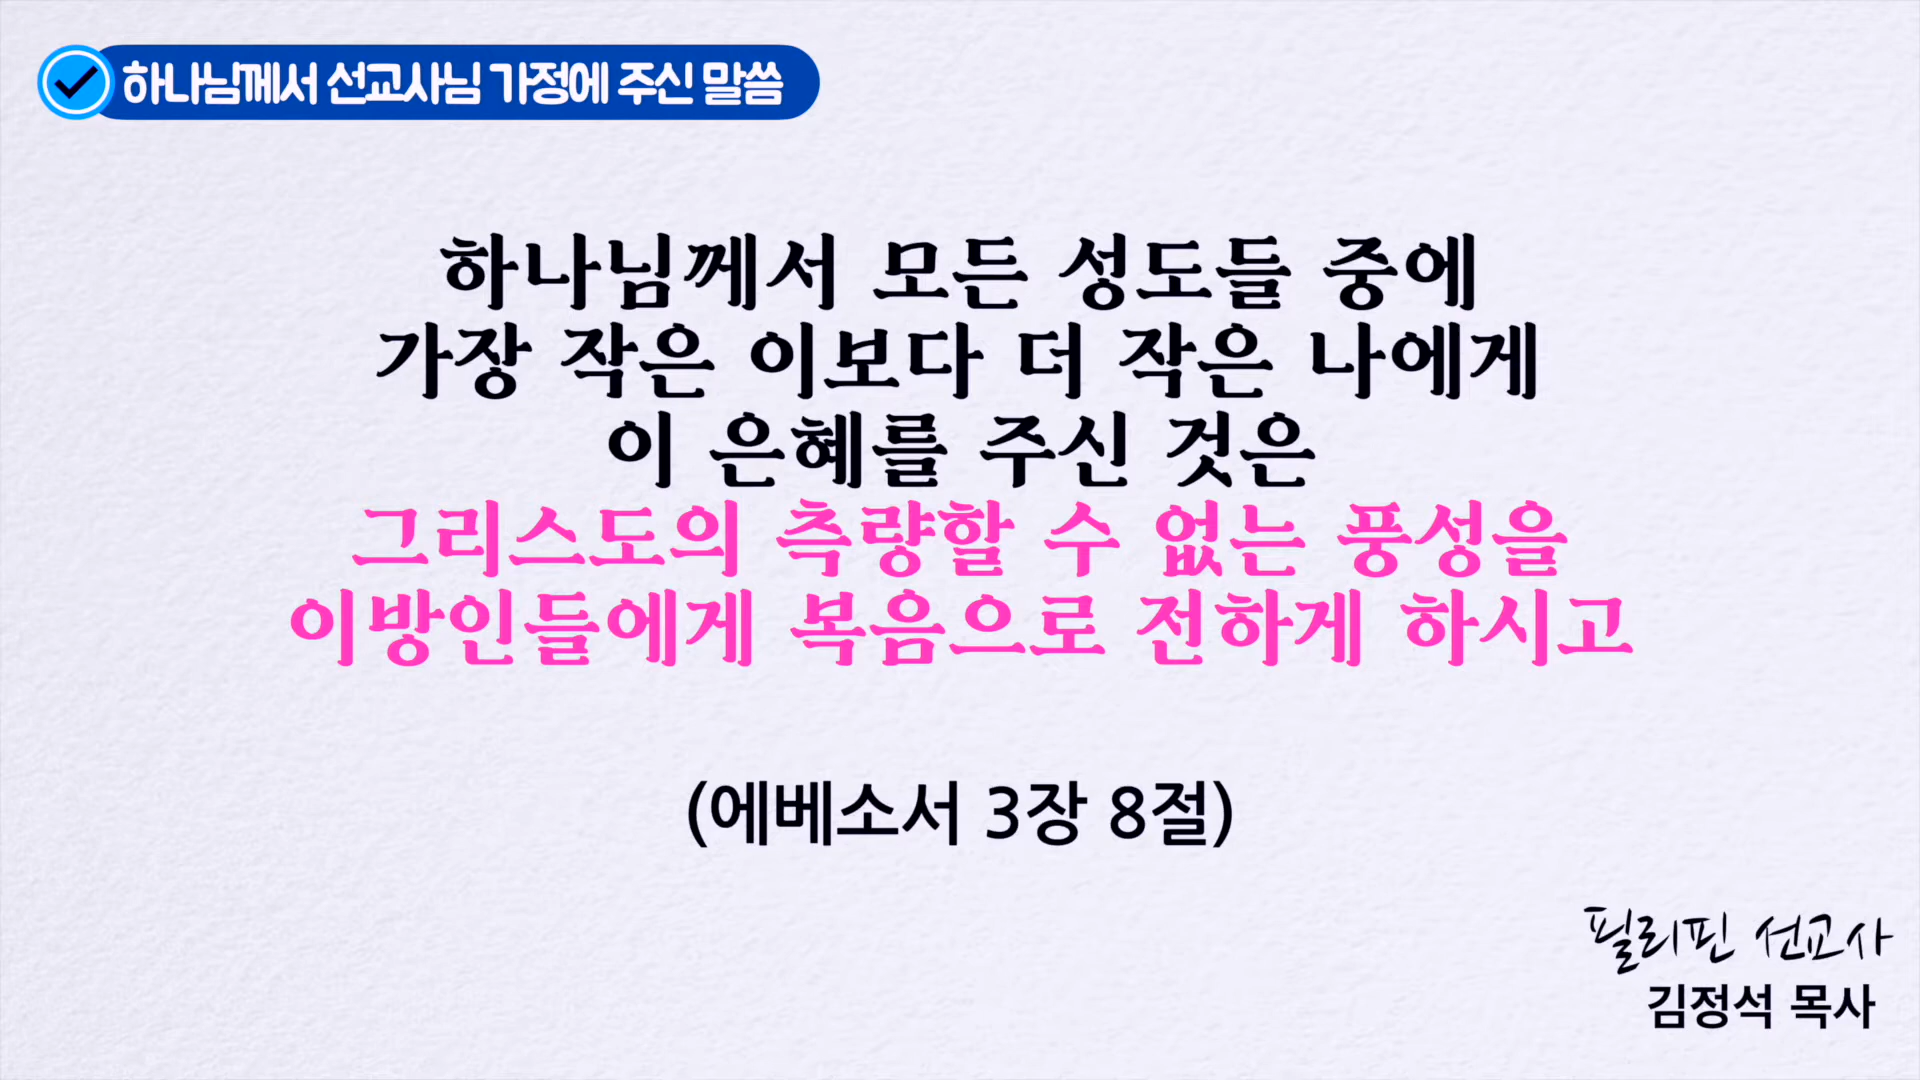 하나님께서 선교사님 가정에 주신 말씀
하나님께서 모든 성도들 중에
가장 작은 이보다 더 작은 나에게
이 은혜를 주신 것은
그리스도의 측량할 수 없는 풍성을
이방인들에게 복음으로 전하게 하시고
(에베소서 3장 8절)
필리핀 선교사
김정석 목사